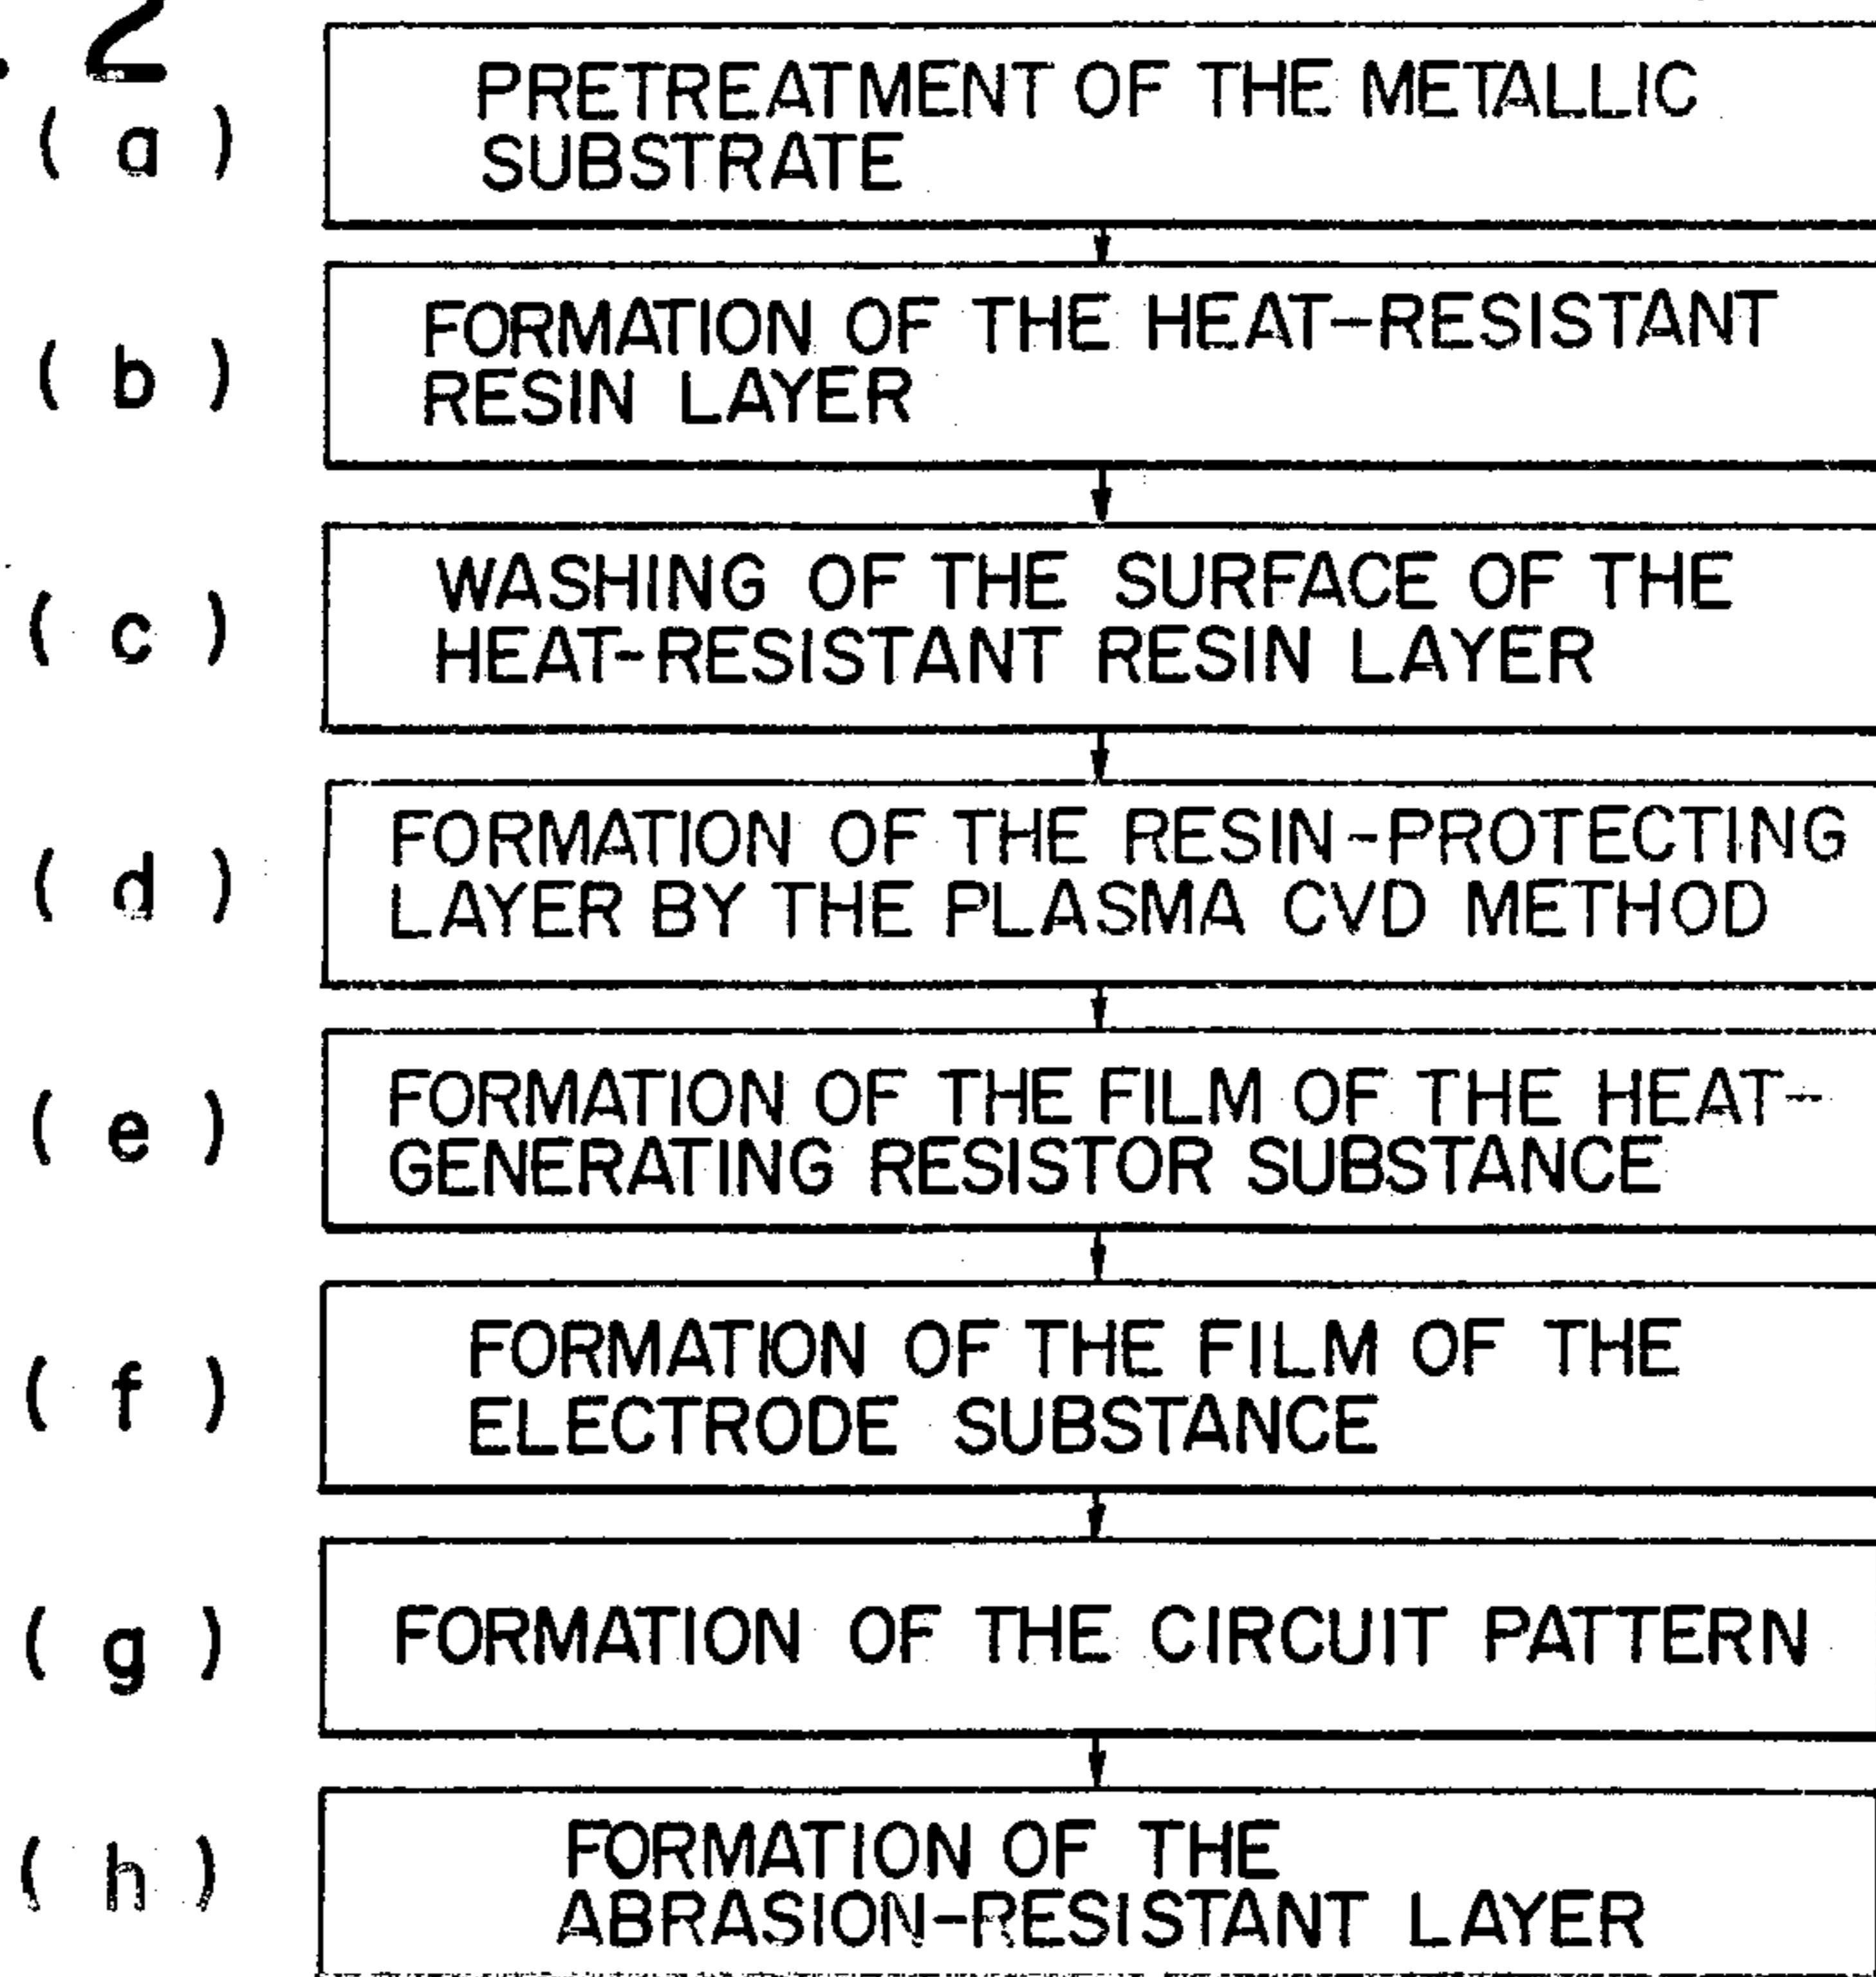 . 2
(a)
PRETREATMENT OF THE METALLIC
SUBSTRATE
(b)
FORMATION OF THE HEAT-RESISTANT
RESIN LAYER
(c)
WASHING OF THE SURFACE OF THE
HEAT-RESISTANT RESIN LAYER
(d)
FORMATION OF THE RESIN-PROTECTING
LAYER BY THE PLASMA CVD METHOD
(e)
FORMATION OF THE FILM OF THE HEAT-
GENERATING RESISTOR SUBSTANCE
(f)
FORMATION OF THE FILM OF THE
ELECTRODE SUBSTANCE
(g)
FORMATION OF THE CIRCUIT PATTERN
(h)
FORMATION OF THE
ABRASION-RESISTANT LAYER